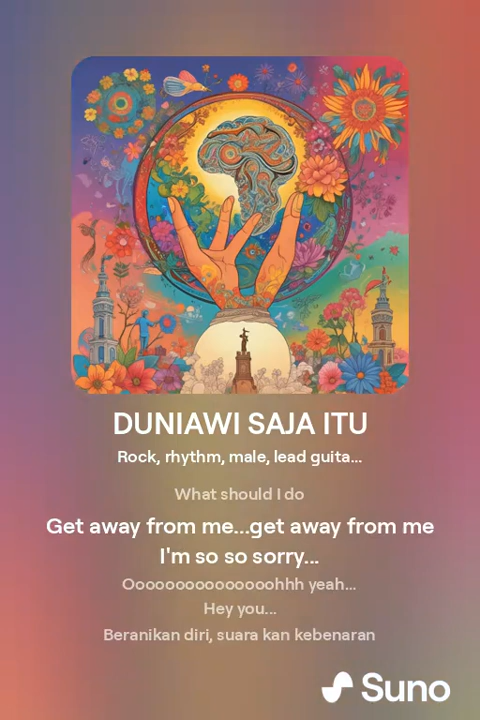 DUNIAWI SAJA ITU
Rock, rhythm, male, lead guita...
What should I do
Get away from me...get away from me
I'm so so sorry...
Ooooooooooooooohhh yeah...
Hey you...
Beranikan diri, suara kan kebenaran
Suno